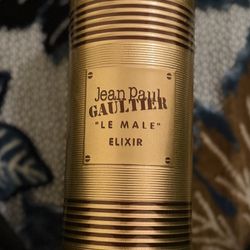 Jean Paul
GAULTIER
"LE MALE"
ELIXIR